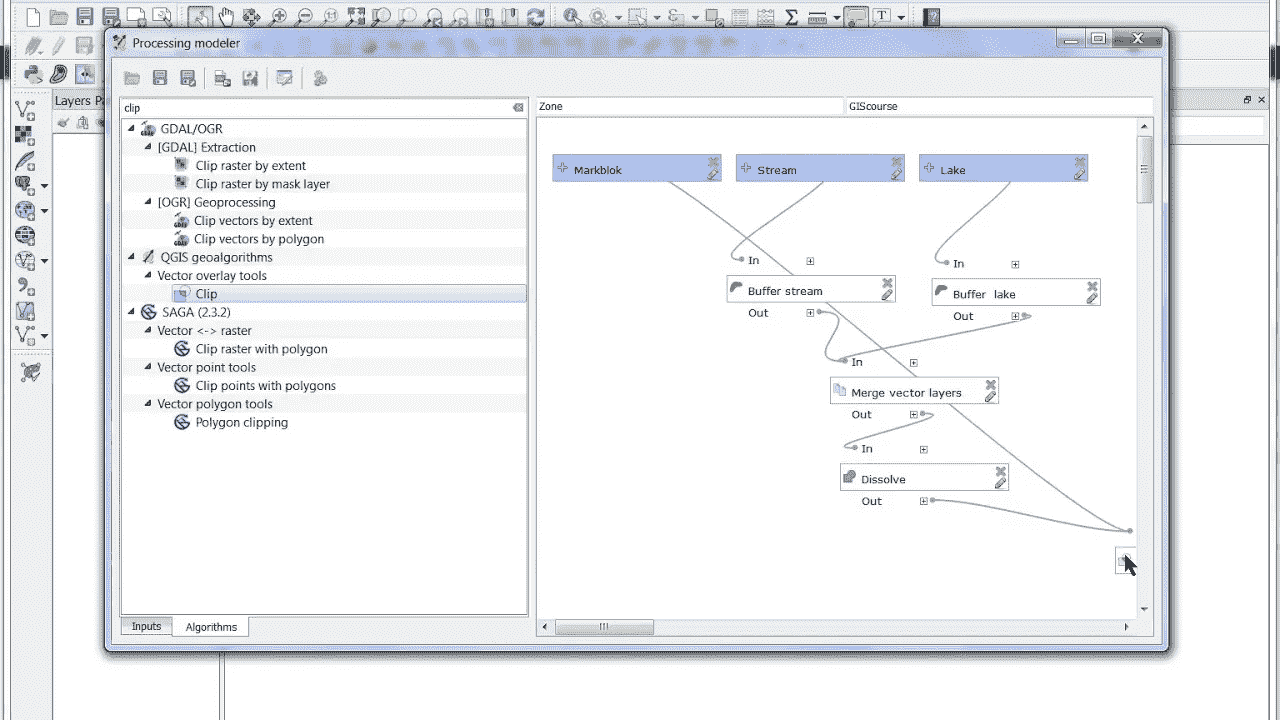 Processing modeler
Layers P
clip
GDAL/OGR
[GDAL] Extraction
Clip raster by extent
Clip raster by mask layer
[OGR] Geoprocessing
Clip vectors by extent
Clip vectors by polygon
QGIS geoalgorithms
Vector overlay tools
Clip
SAGA (2.3.2)
Vector <-> raster
Clip raster with polygon
Vector point tools
Clip points with polygons
Vector polygon tools
Polygon clipping
Inputs
Algorithms
Zone
GIScourse
Markblok
Stream
Lake
In
In
Buffer stream
Buffer lake
Out
Out
In
Merge vector layers
Out
In
Dissolve
Out